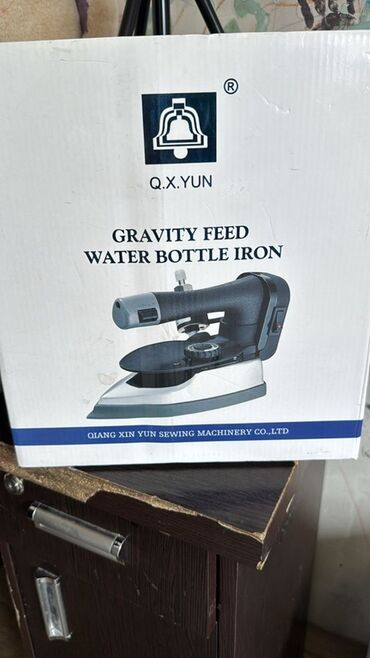 ®
Q.X.YUN
GRAVITY FEED
WATER BOTTLE IRON
QIANG XIN YUN SEWING MACHINERY CO.,LTD